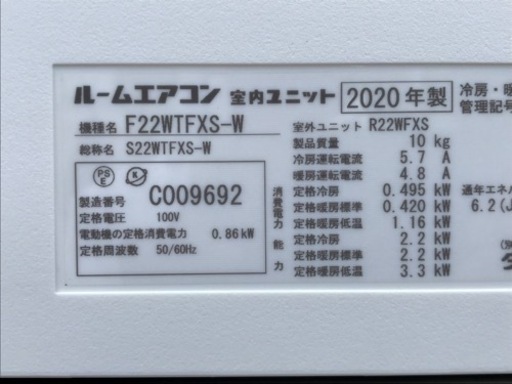 ルームエアコン 室内ユニット 2020年製 冷房・暖
管理記号
機種名 F22WTFXS-W
総称名 S22WTFXS-W
PS E
製造番号 C009692
定格電圧 100V
電動機の定格消費電力 0.86kW
定格周波数 50/60Hz
室外ユニット R22WFXS
製品質量 10 kg
冷房運転電流 5.7 A
暖房運転電流 4.8 A
消費電力
定格冷房 0.495 kW
定格暖房標準 0.420 kW
定格暖房低温 1.16 kW
能力
定格冷房 2.2 kW
定格暖房標準 2.2 kW
定格暖房低温 3.3 kW
通年エネル
6.2 (J